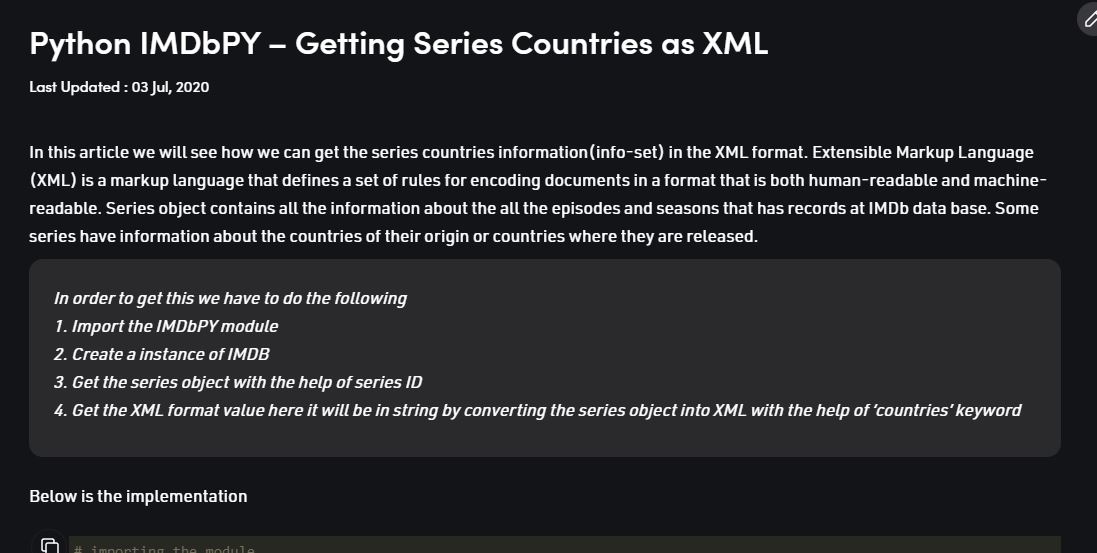 Python IMDbPY – Getting Series Countries as XML
Last Updated : 03 Jul, 2020
In this article we will see how we can get the series countries information(info-set) in the XML format. Extensible Markup Language
(XML) is a markup language that defines a set of rules for encoding documents in a format that is both human-readable and machine-
readable. Series object contains all the information about the all the episodes and seasons that has records at IMDb data base. Some
series have information about the countries of their origin or countries where they are released.
In order to get this we have to do the following
1. Import the IMDbPY module
2. Create a instance of IMDB
3. Get the series object with the help of series ID
4. Get the XML format value here it will be in string by converting the series object into XML with the help of ‘countries’ keyword
Below is the implementation
# importing the module